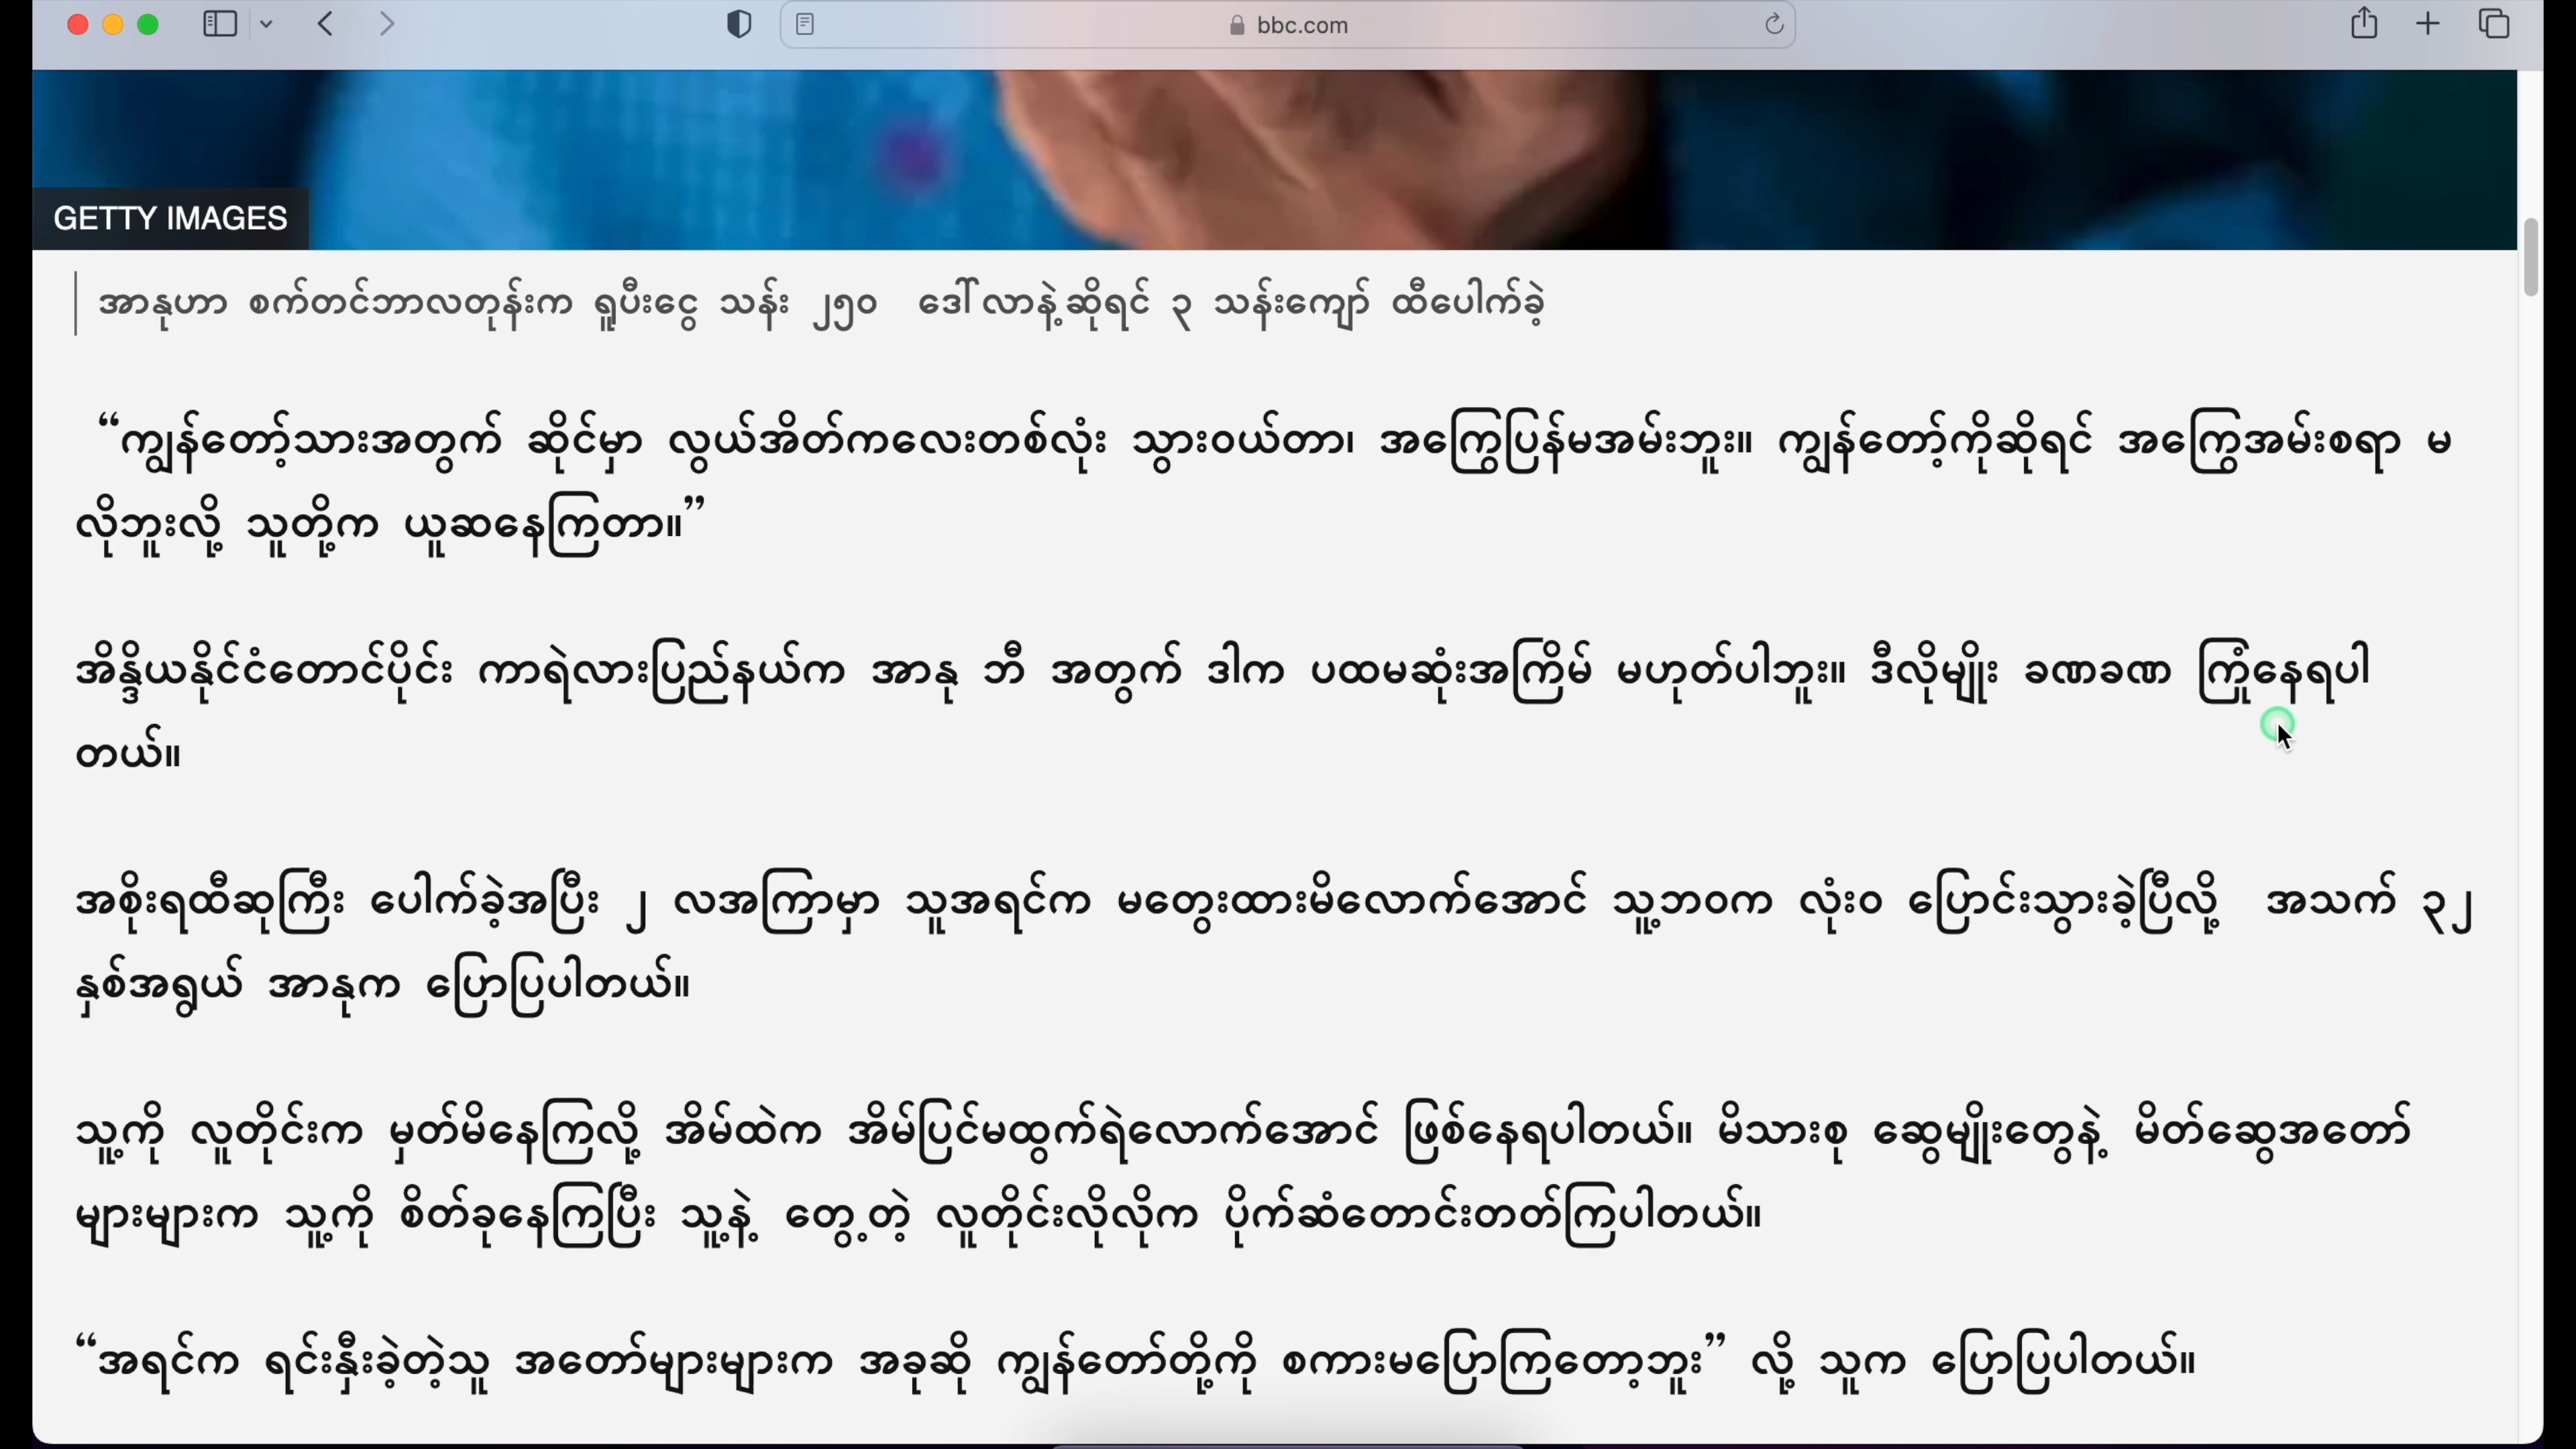 bbc.com
GETTY IMAGES
အာနုဟာ စက်တင်ဘာလတုန်းက ရူပီးငွေ သန်း ၂၅၀ ဒေါ်လာနဲ့ဆိုရင် ၃ သန်းကျော် ထီပေါက်ခဲ့
“ကျွန်တော့်သားအတွက် ဆိုင်မှာ လွယ်အိတ်ကလေးတစ်လုံး သွားဝယ်တာ၊ အကြွေပြန်မအမ်းဘူး။ ကျွန်တော့်ကိုဆိုရင် အကြွေအမ်းစရာ မ
လိုဘူးလို့ သူတို့က ယူဆနေကြတာ။”
အိန္ဒိယနိုင်ငံတောင်ပိုင်း ကာရဲလားပြည်နယ်က အာနု ဘီ အတွက် ဒါက ပထမဆုံးအကြိမ် မဟုတ်ပါဘူး။ ဒီလိုမျိုး ခဏခဏ ကြုံနေရပါ
တယ်။
အစိုးရထီဆုကြီး ပေါက်ခဲ့အပြီး ၂ လအကြာမှာ သူအရင်က မတွေးထားမိလောက်အောင် သူ့ဘဝက လုံးဝ ပြောင်းသွားခဲ့ပြီလို့ အသက် ၃၂
နှစ်အရွယ် အာနုက ပြောပြပါတယ်။
သူ့ကို လူတိုင်းက မှတ်မိနေကြလို့ အိမ်ထဲက အိမ်ပြင်မထွက်ရဲလောက်အောင် ဖြစ်နေရပါတယ်။ မိသားစု ဆွေမျိုးတွေနဲ့ မိတ်ဆွေအတော်
များများက သူ့ကို စိတ်ခုနေကြပြီး သူ့နဲ့ တွေ့တဲ့ လူတိုင်းလိုလိုက ပိုက်ဆံတောင်းတတ်ကြပါတယ်။
“အရင်က ရင်းနှီးခဲ့တဲ့သူ အတော်များများက အခုဆို ကျွန်တော်တို့ကို စကားမပြောကြတော့ဘူး” လို့ သူက ပြောပြပါတယ်။